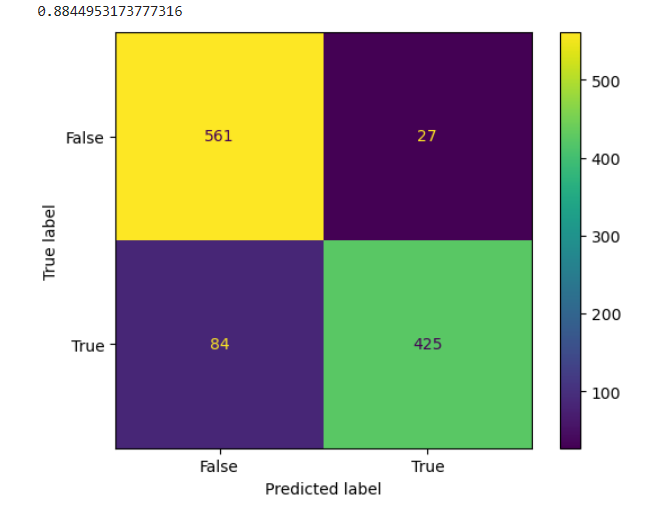 0.8844953173777316
561 27
84 425
False
True
True label
False True
Predicted label
500
400
300
200
100